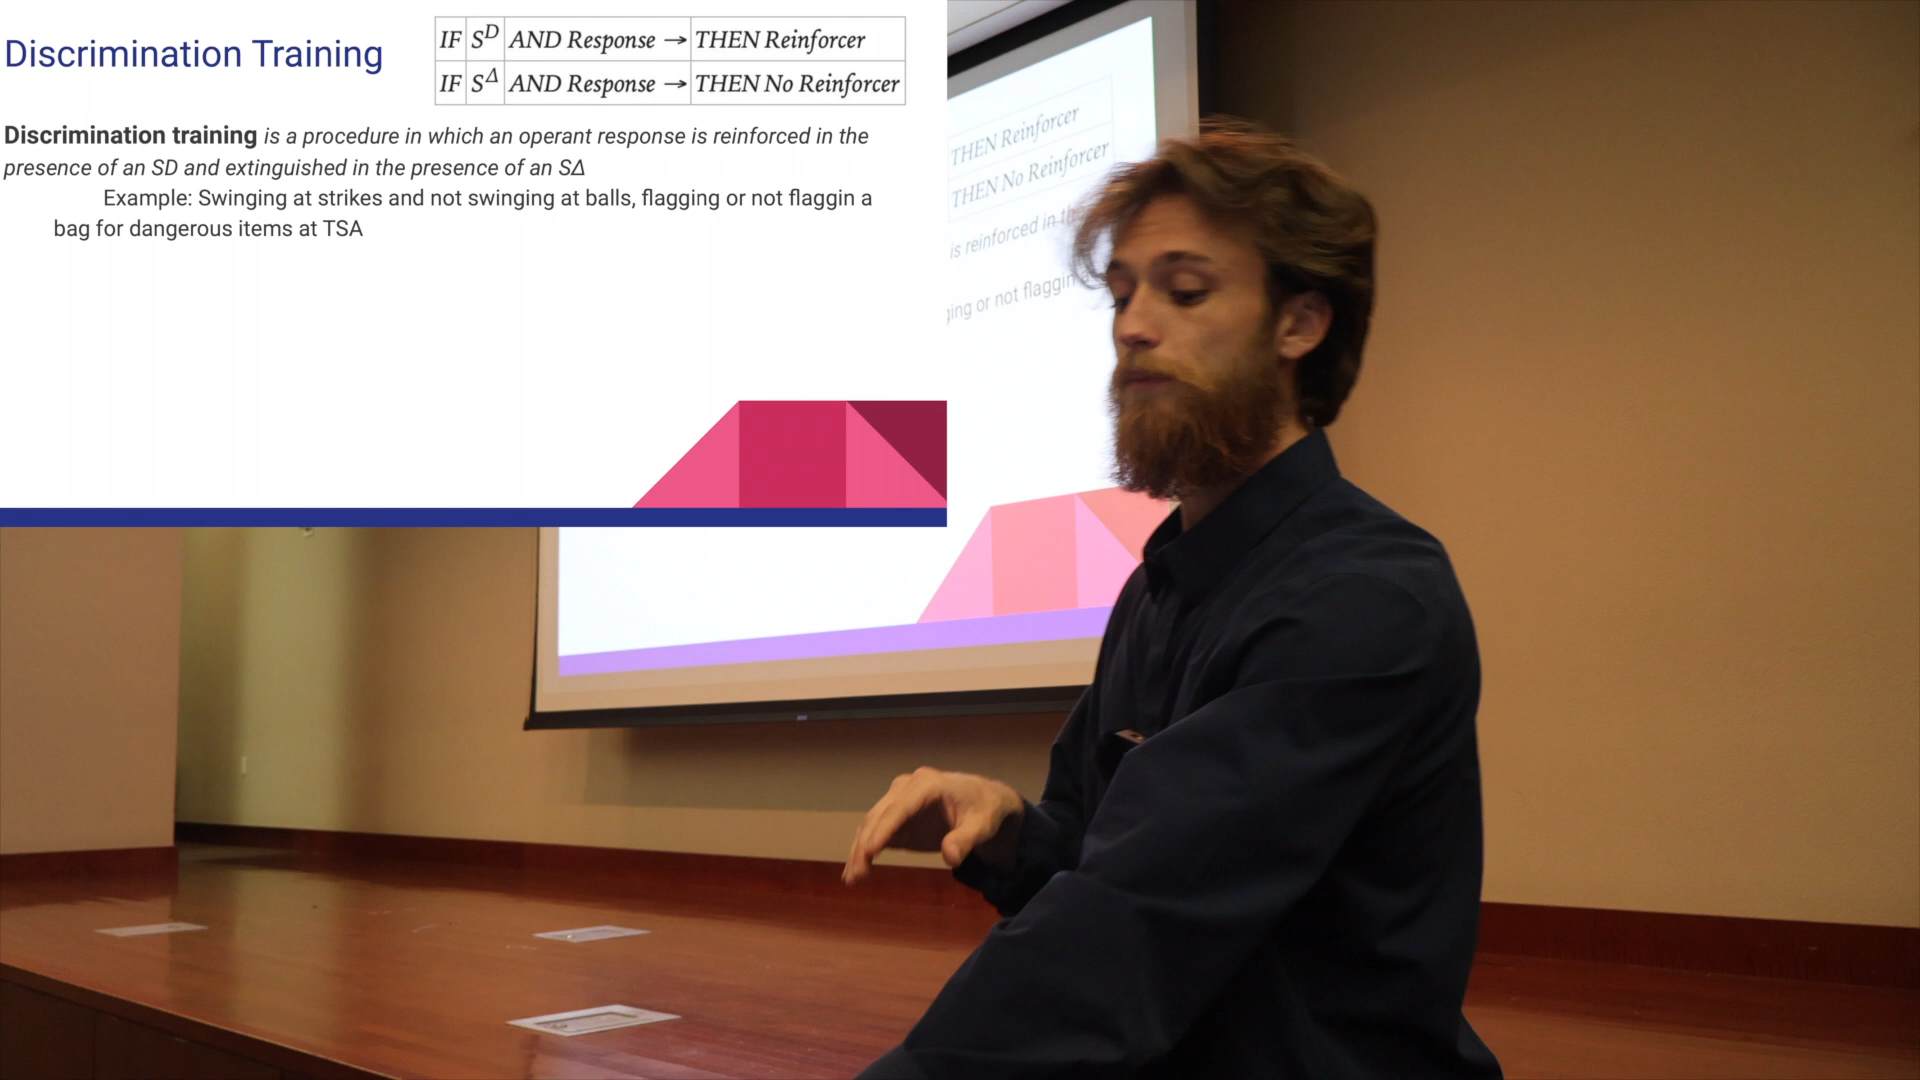 Discrimination Training
IF S^D AND Response → THEN Reinforcer
IF S^Δ AND Response → THEN No Reinforcer
Discrimination training is a procedure in which an operant response is reinforced in the
presence of an SD and extinguished in the presence of an SΔ
Example: Swinging at strikes and not swinging at balls, flagging or not flaggin a
bag for dangerous items at TSA
THEN Reinforcer
THEN No Reinforcer
is reinforced in
or not flaggin